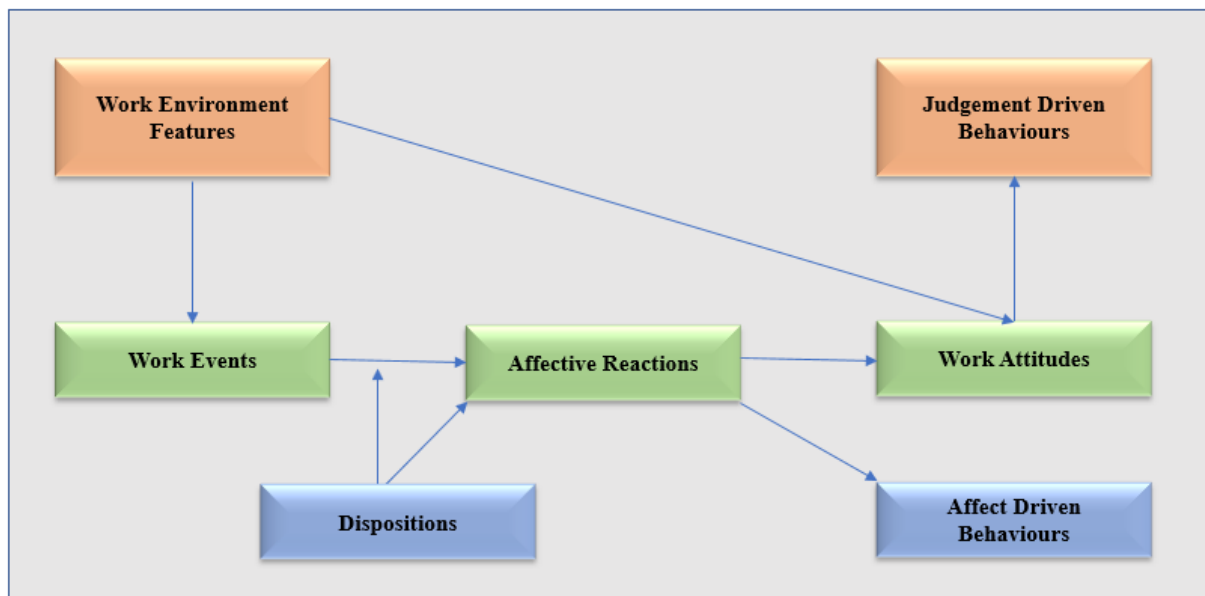 Work Environment
Features
Judgement Driven
Behaviours
Work Events
Affective Reactions
Work Attitudes
Dispositions
Affect Driven
Behaviours